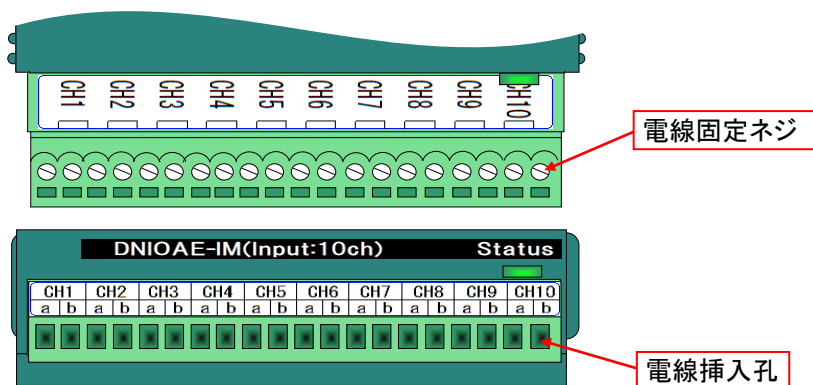 CH1 CH2 CH3 CH4 CH5 CH6 CH7 CH8 CH9 CH10
電線固定ネジ
DNIOAE-IM(Input:10ch) Status
CH1 CH2 CH3 CH4 CH5 CH6 CH7 CH8 CH9 CH10
a b a b a b a b a b a b a b a b a b a b
電線挿入孔